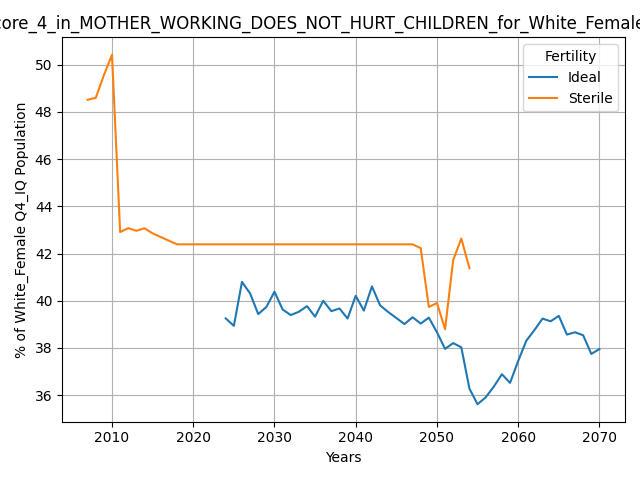 core_4_in_MOTHER_WORKING_DOES_NOT_HURT_CHILDREN_for_White_Female
Fertility
Ideal
Sterile
% of White_Female Q4_IQ Population
50
48
46
44
42
40
38
36
2010 2020 2030 2040 2050 2060 2070
Years